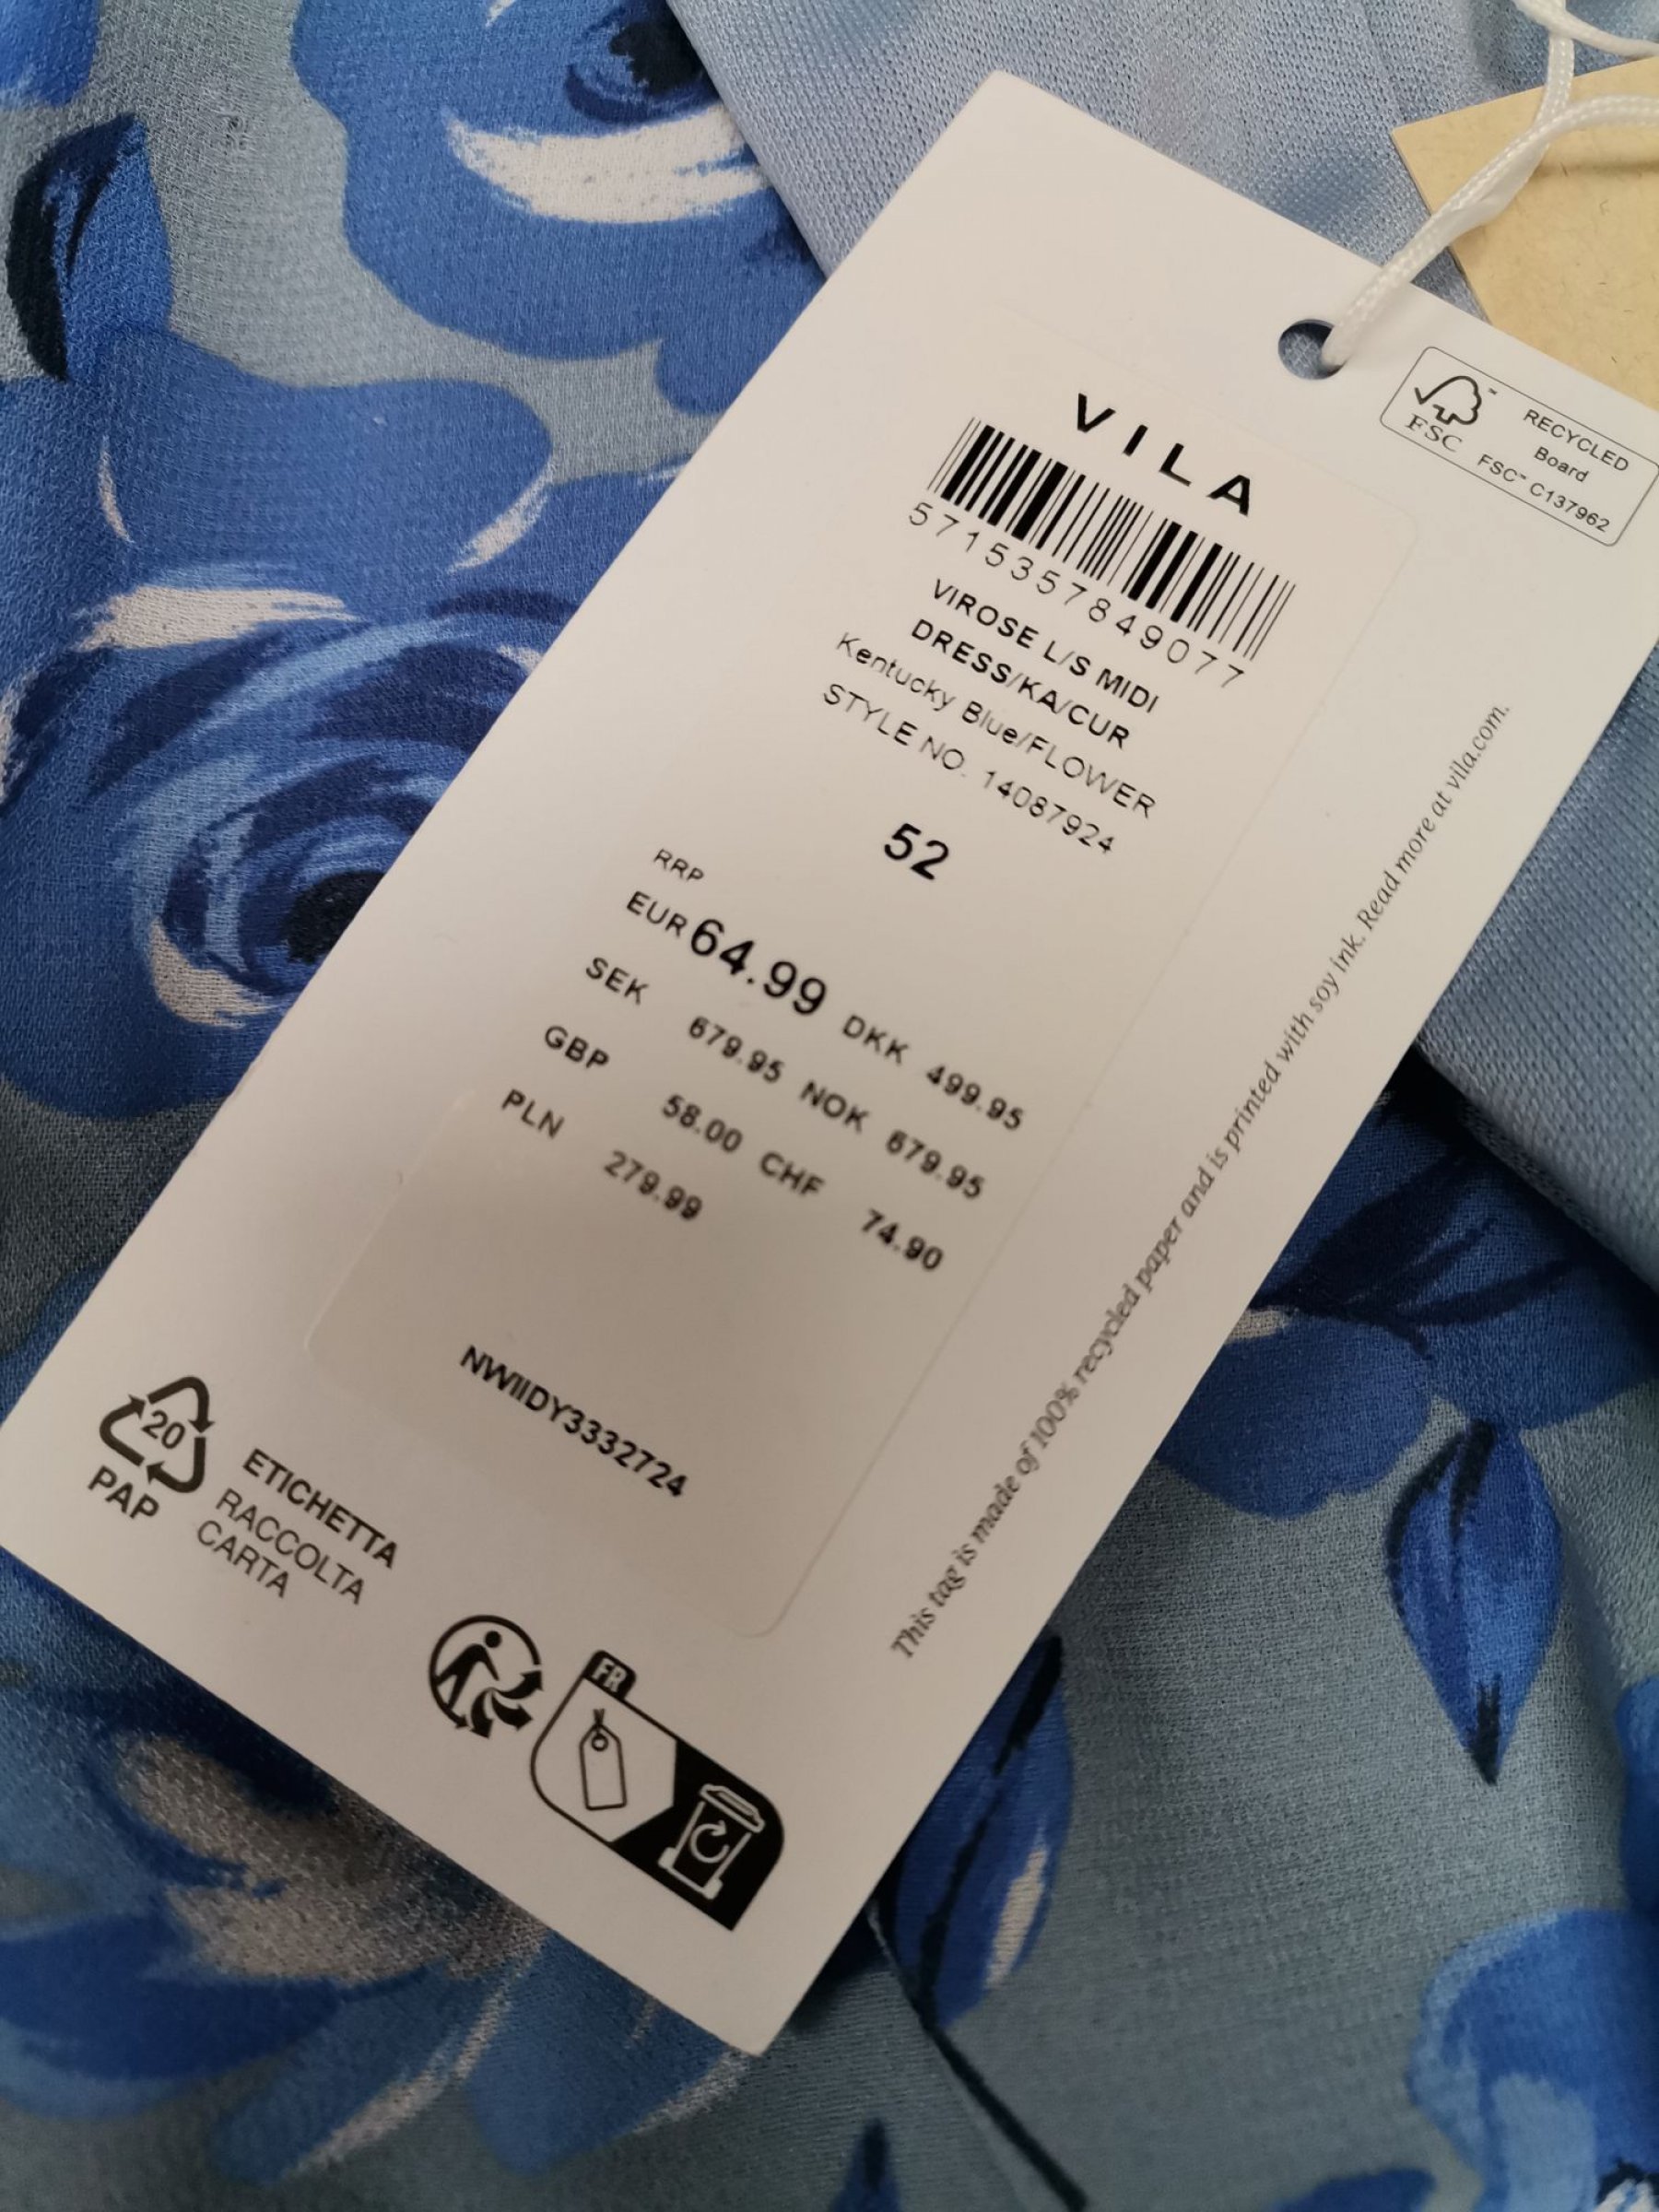 FSC™
RECYCLED
Board
FSC™ C137962
VILA
5715357849077
VIROSE L/S MIDI
DRESS/KA/CUR
Kentucky Blue/FLOWER
STYLE NO. 14087924
52
RRP
EUR 64.99 DKK 499.95
SEK 679.95 NOK 679.95
GBP 58.00 CHF 74.90
PLN 279.99
NWIIDY3332724
This tag is made of 100% recycled paper and is printed with soy ink. Read more at vila.com.
20
PAP
ETICHETTA
RACCOLTA
CARTA
FR